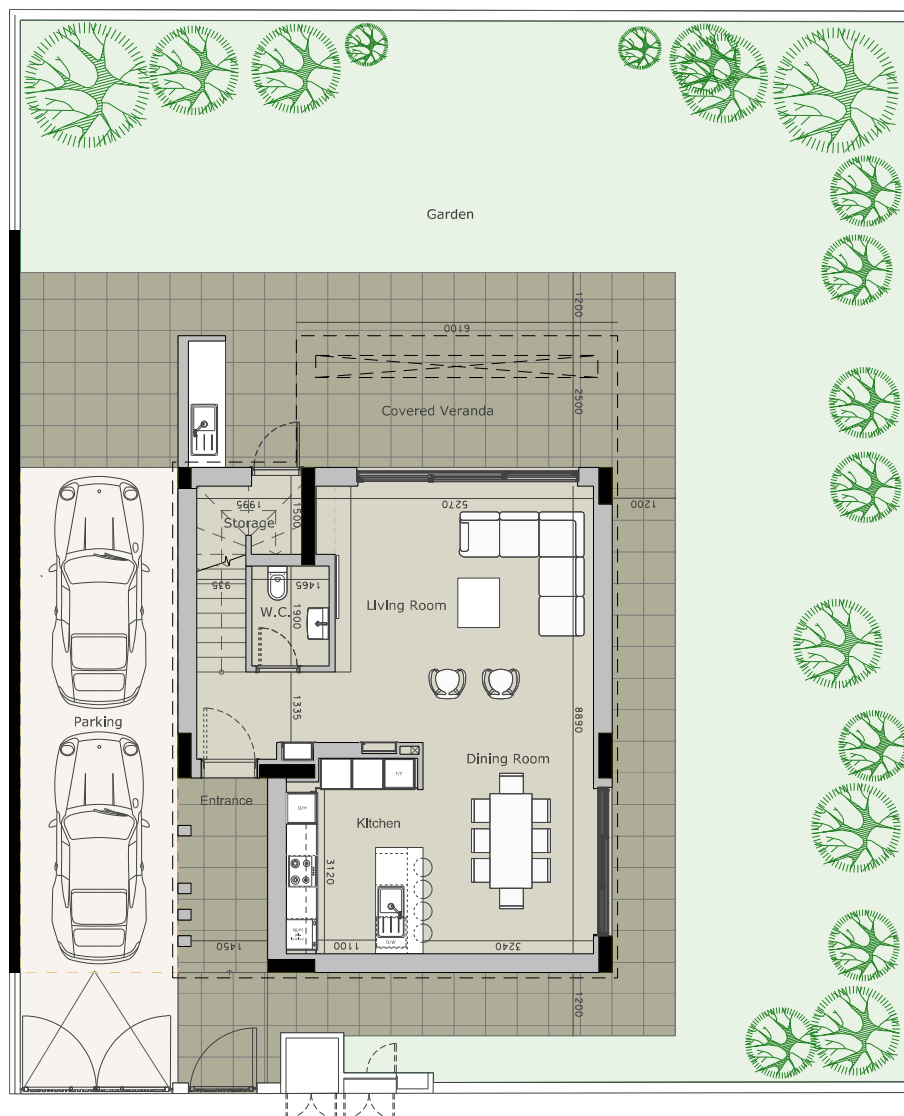 Garden
1200
6100
2500
Covered Veranda
1995
1500
5270
1200
Storage
935
1465
W.C.
1900
Living Room
1335
8890
Parking
Dining Room
F/F
Entrance
D/M
Kitchen
3120
1450
1100
D/W
3240
1200